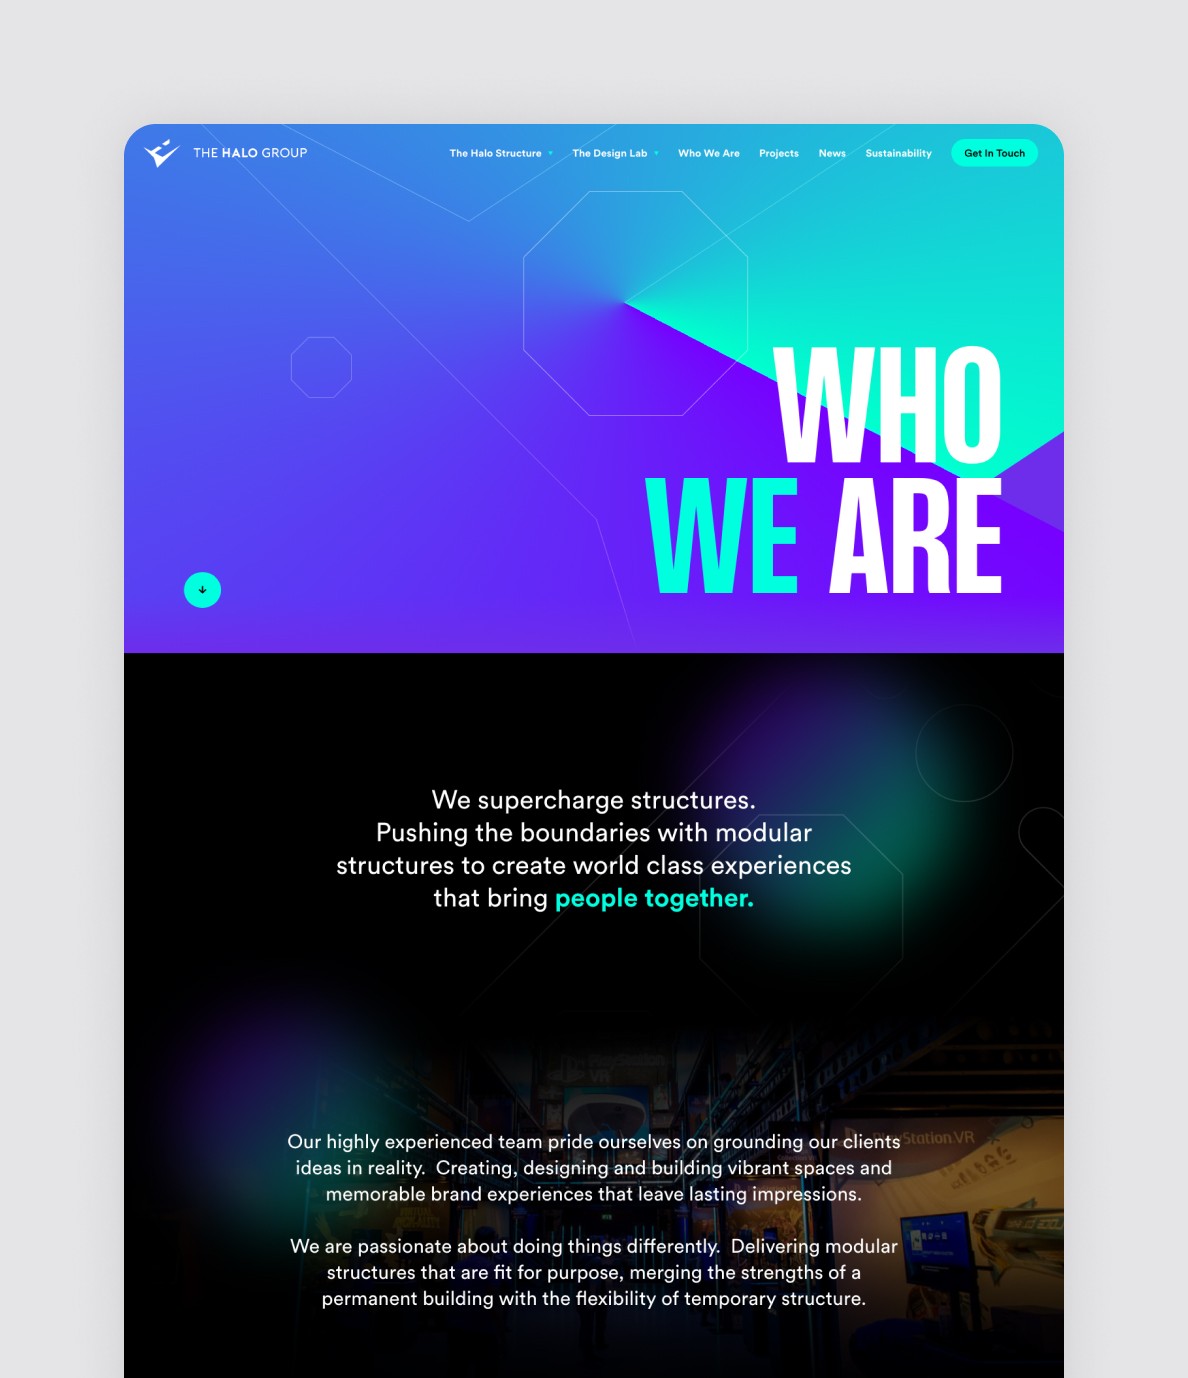 THE HALO GROUP
The Halo Structure
The Design Lab
Who We Are
Projects
News
Sustainability
Get In Touch
WHO
WE ARE
We supercharge structures.
Pushing the boundaries with modular
structures to create world class experiences
that bring people together.
PlayStation
VR
PlayStation VR
Our highly experienced team pride ourselves on grounding our clients
ideas in reality.  Creating, designing and building vibrant spaces and
memorable brand experiences that leave lasting impressions.
We are passionate about doing things differently.  Delivering modular
structures that are fit for purpose, merging the strengths of a
permanent building with the flexibility of temporary structure.